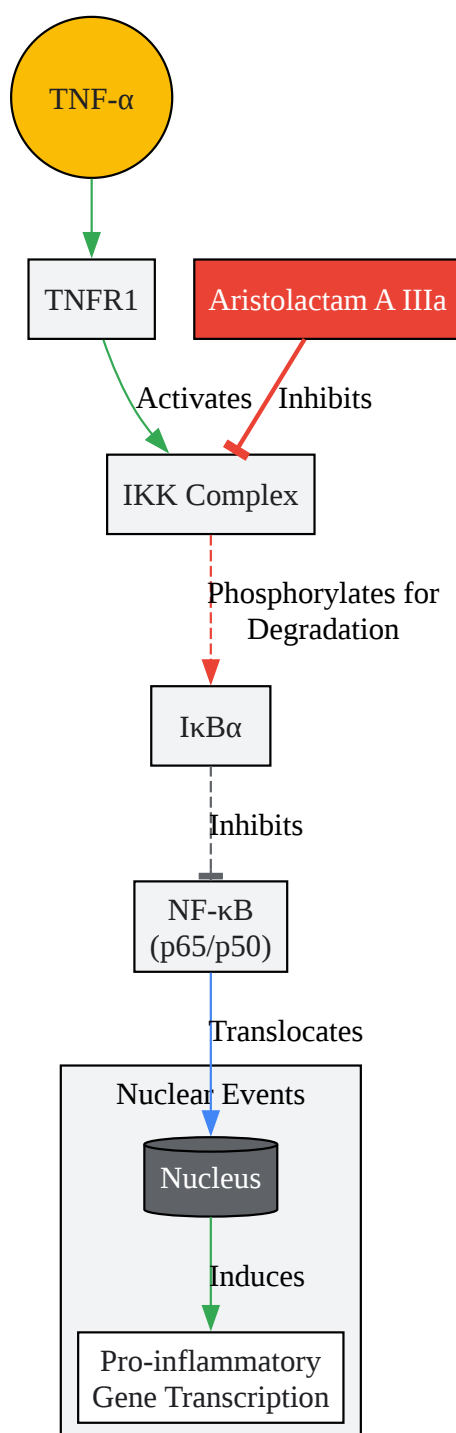 TNF-α
TNFR1
Aristolactam A IIIa
Activates
Inhibits
IKK Complex
Phosphorylates for
Degradation
IκBα
Inhibits
NF-κB
(p65/p50)
Translocates
Nuclear Events
Nucleus
Induces
Pro-inflammatory
Gene Transcription